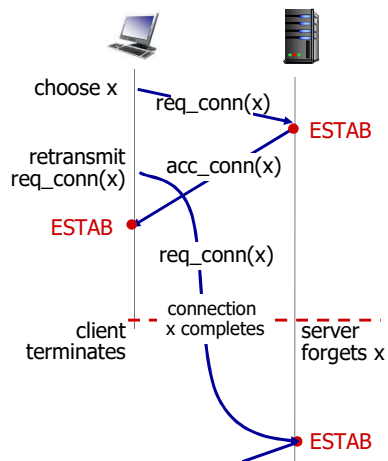 choose x
req_conn(x)
ESTAB
retransmit
req_conn(x)
acc_conn(x)
ESTAB
req_conn(x)
client
terminates
connection
x completes
server
forgets x
ESTAB